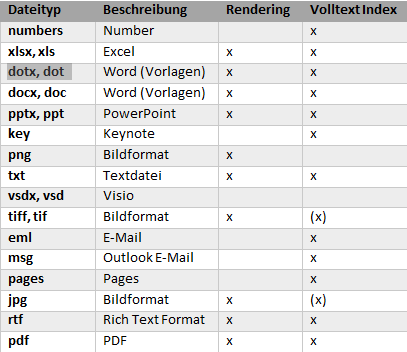 Dateityp Beschreibung Rendering Volltext Index
numbers Number x
xlsx, xls Excel x x
dotx, dot Word (Vorlagen) x x
docx, doc Word (Vorlagen) x x
pptx, ppt PowerPoint x x
key Keynote x
png Bildformat x
txt Textdatei x x
vsdx, vsd Visio
tiff, tif Bildformat x (x)
eml E-Mail x
msg Outlook E-Mail x
pages Pages x
jpg Bildformat x (x)
rtf Rich Text Format x x
pdf PDF x x